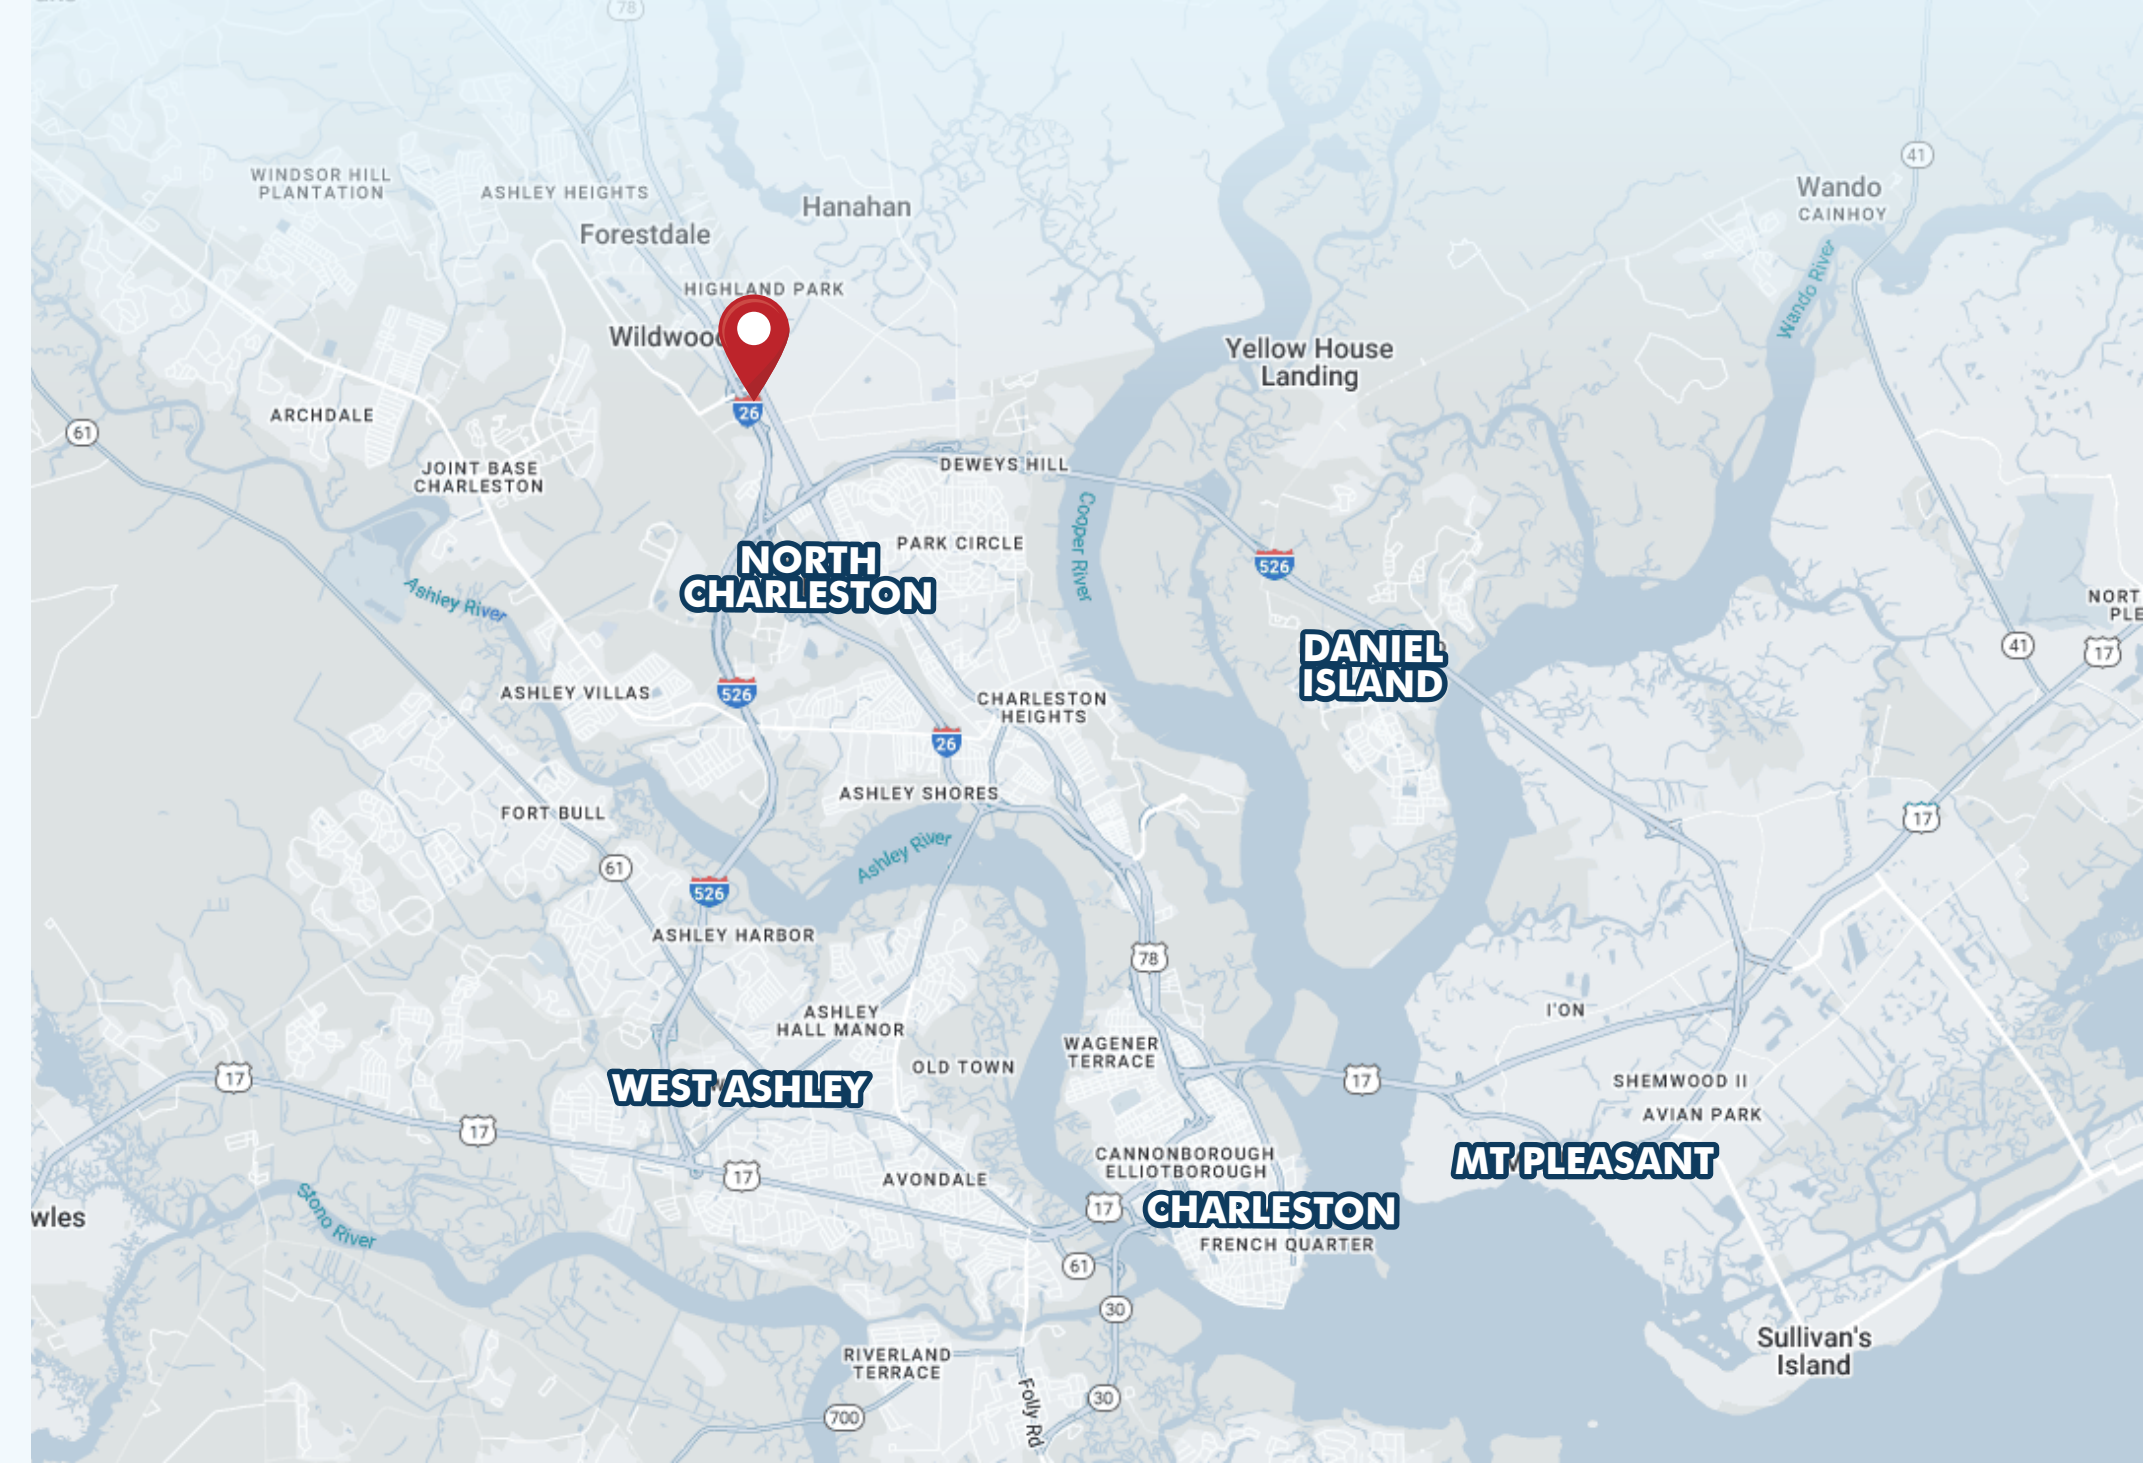 78
WINDSOR HILL
PLANTATION
ASHLEY HEIGHTS
Hanahan
Forestdale
41
Wando
CAINHOY
Wando River
HIGHLAND PARK
Wildwood
Yellow House
Landing
26
ARCHDALE
61
JOINT BASE
CHARLESTON
DEWEYS HILL
Cooper River
PARK CIRCLE
NORTH
CHARLESTON
526
Ashley River
NORT
PLE
DANIEL
ISLAND
41
17
ASHLEY VILLAS
526
CHARLESTON
HEIGHTS
26
ASHLEY SHORES
FORT BULL
17
Ashley River
61
526
ASHLEY HARBOR
78
ASHLEY
HALL MANOR
I'ON
WAGENER
TERRACE
OLD TOWN
17
17
SHEMWOOD II
WEST ASHLEY
AVIAN PARK
17
MT PLEASANT
CANNONBOROUGH
ELLIOTBOROUGH
17
AVONDALE
17
CHARLESTON
wles
Stono River
FRENCH QUARTER
61
30
Sullivan's
Island
RIVERLAND
TERRACE
Folly Rd
30
700